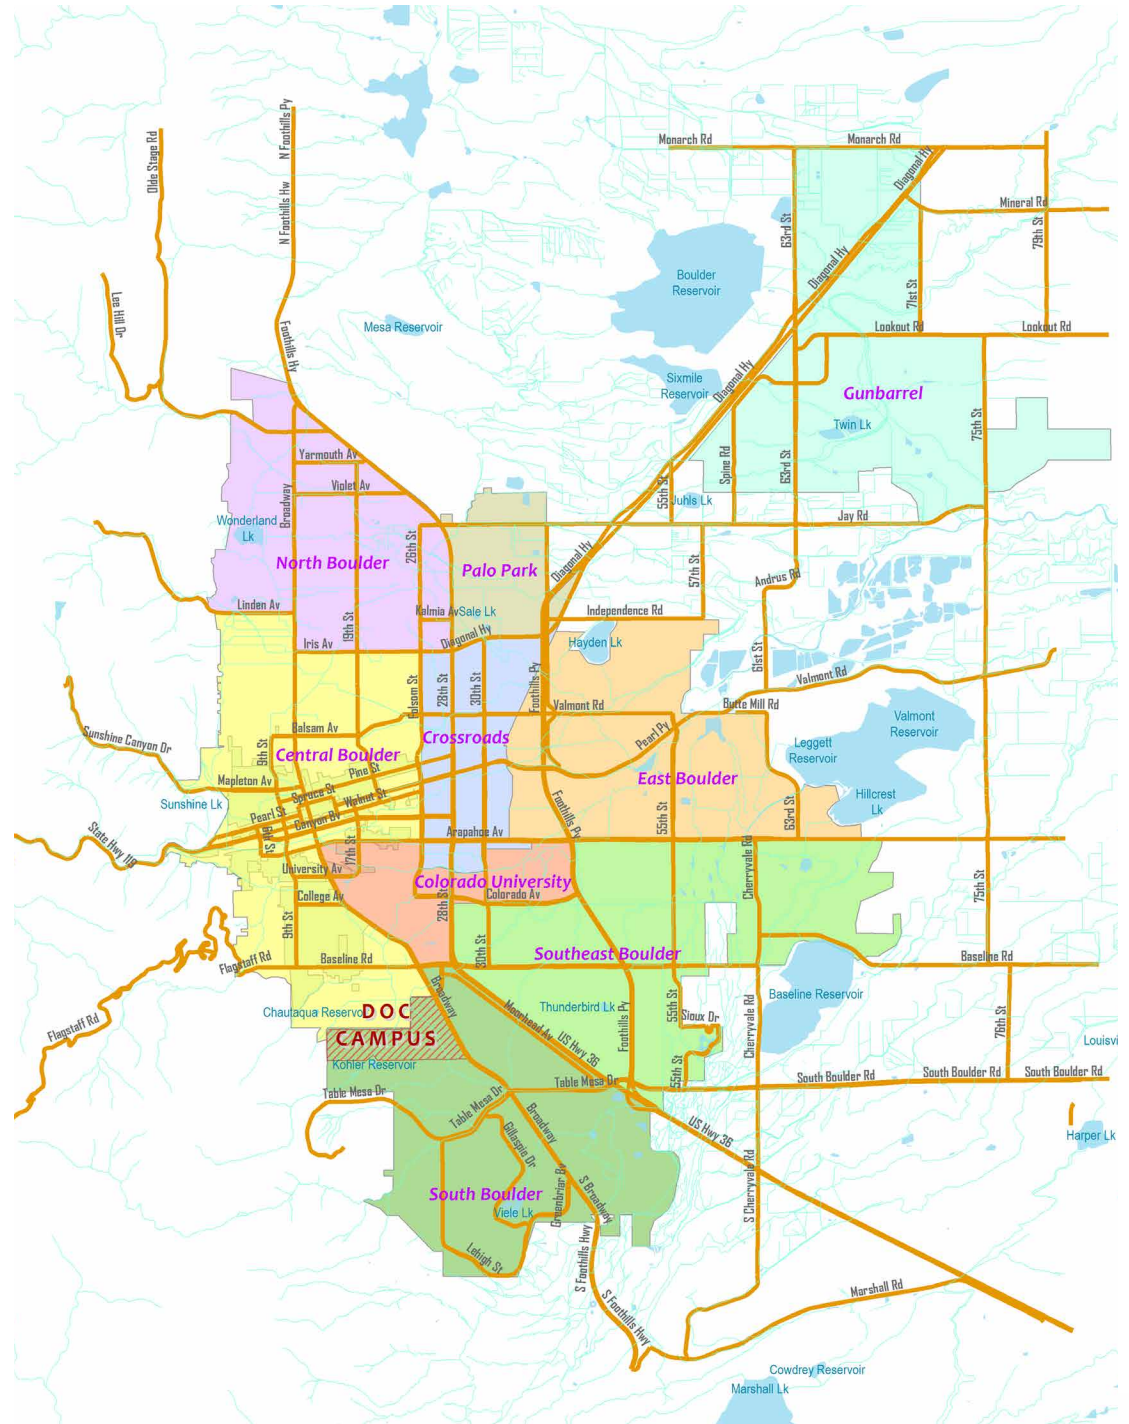 Monarch Rd
Monarch Rd
Olde Stage Rd
N Foothills Py
N Foothills Hw
Diagonal Hy
Mineral Rd
63rd St
79th St
Boulder
Reservoir
Diagonal Hy
71st St
Lee Hill Dr
Mesa Reservoir
Foothills Hy
Lookout Rd
Lookout Rd
Sixmile
Reservoir
Diagonal Hy
Gunbarrel
Twin Lk
75th St
Yarmouth Av
Spine Rd
63rd St
Violet Av
55th St
Juhls Lk
Broadway
Wonderland
Lk
Jay Rd
26th St
North Boulder
Palo Park
Diagonal Hy
57th St
Andrus Rd
Linden Av
Kalmia Av
Sale Lk
Independence Rd
19th St
Iris Av
Diagonal Hy
Hayden Lk
61st St
Folsom St
28th St
30th St
Foothills Py
Valmont Rd
Valmont Rd
Butte Mill Rd
Sunshine Canyon Dr
Balsam Av
9th St
Crossroads
Pearl Py
Valmont
Reservoir
Central Boulder
Leggett
Reservoir
Mapleton Av
Pine St
East Boulder
Sunshine Lk
Spruce St
Walnut St
Hillcrest
Lk
Pearl St
Canyon Bv
Foothills Py
55th St
63rd St
State Hwy 119
6th St
Arapahoe Av
17th St
Cherryvale Rd
University Av
Colorado University
75th St
College Av
28th St
Colorado Av
9th St
30th St
Flagstaff Rd
Baseline Rd
Southeast Boulder
Baseline Rd
Broadway
Baseline Reservoir
Chautaqua Reservo
DOC
CAMPUS
Moorhead Av
Thunderbird Lk
Foothills Py
55th St
Sioux Dr
Cherryvale Rd
76th St
Flagstaff Rd
US Hwy 36
Kohler Reservoir
Louisvi
Table Mesa Dr
Table Mesa Dr
55th St
South Boulder Rd
South Boulder Rd
South Boulder Rd
Table Mesa Dr
Broadway
Gillaspie Dr
US Hwy 36
Harper Lk
South Boulder
Greenbriar Bv
S Broadway
S Cherryvale Rd
Viele Lk
Lehigh St
S Foothills Hwy
S Foothills Hwy
Marshall Rd
Cowdrey Reservoir
Marshall Lk